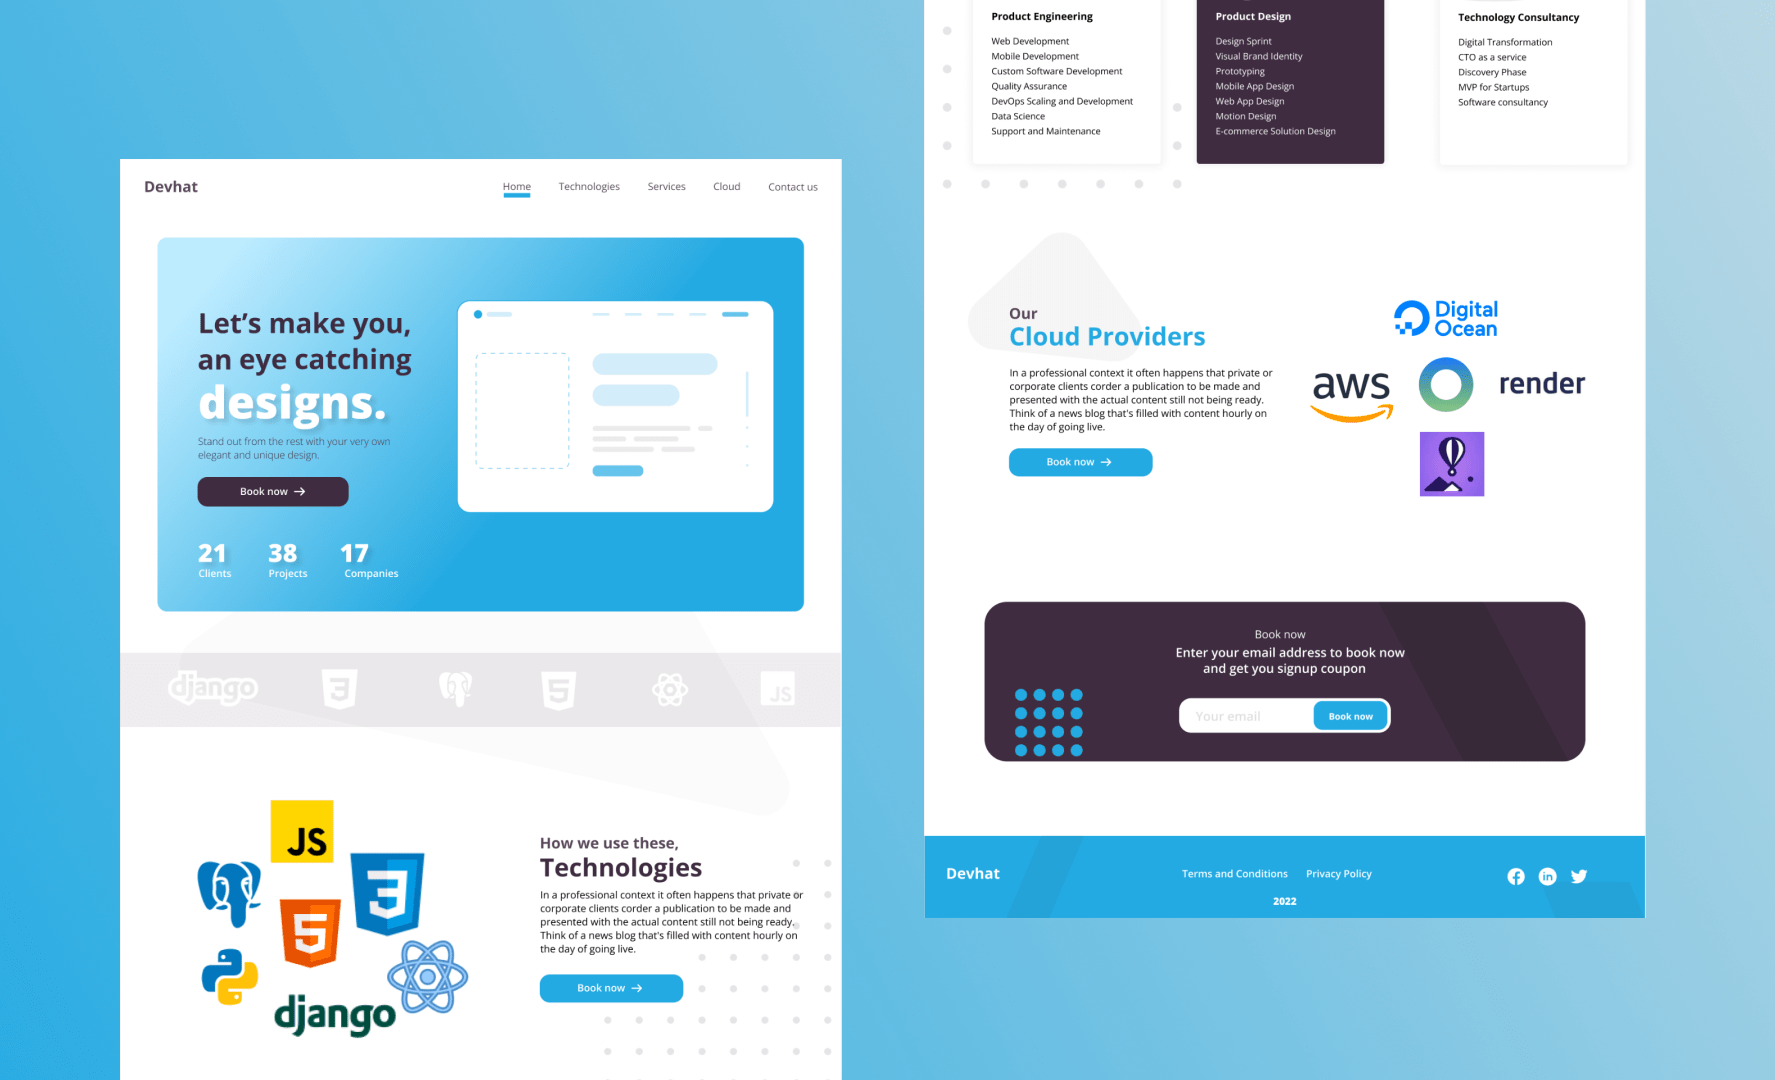 Devhat
Home Technologies Services Cloud Contact us
Let's make you,
an eye catching
designs.
Stand out from the rest with your very own
elegant and unique design.
Book now
21 38 17
Clients Projects Companies
django 3 5 JS
JS
3
5
django
How we use these,
Technologies
In a professional context it often happens that private or
corporate clients corder a publication to be made and
presented with the actual content still not being ready.
Think of a news blog that's filled with content hourly on
the day of going live.
Book now
Product Engineering
Web Development
Mobile Development
Custom Software Development
Quality Assurance
DevOps Scaling and Development
Data Science
Support and Maintenance
Product Design
Design Sprint
Visual Brand Identity
Prototyping
Mobile App Design
Web App Design
Motion Design
E-commerce Solution Design
Technology Consultancy
Digital Transformation
CTO as a service
Discovery Phase
MVP for Startups
Software consultancy
Our
Cloud Providers
In a professional context it often happens that private or
corporate clients corder a publication to be made and
presented with the actual content still not being ready.
Think of a news blog that's filled with content hourly on
the day of going live.
Book now
Digital
Ocean
aws
render
Book now
Enter your email address to book now
and get you signup coupon
Your email Book now
Devhat
Terms and Conditions Privacy Policy
in
2022